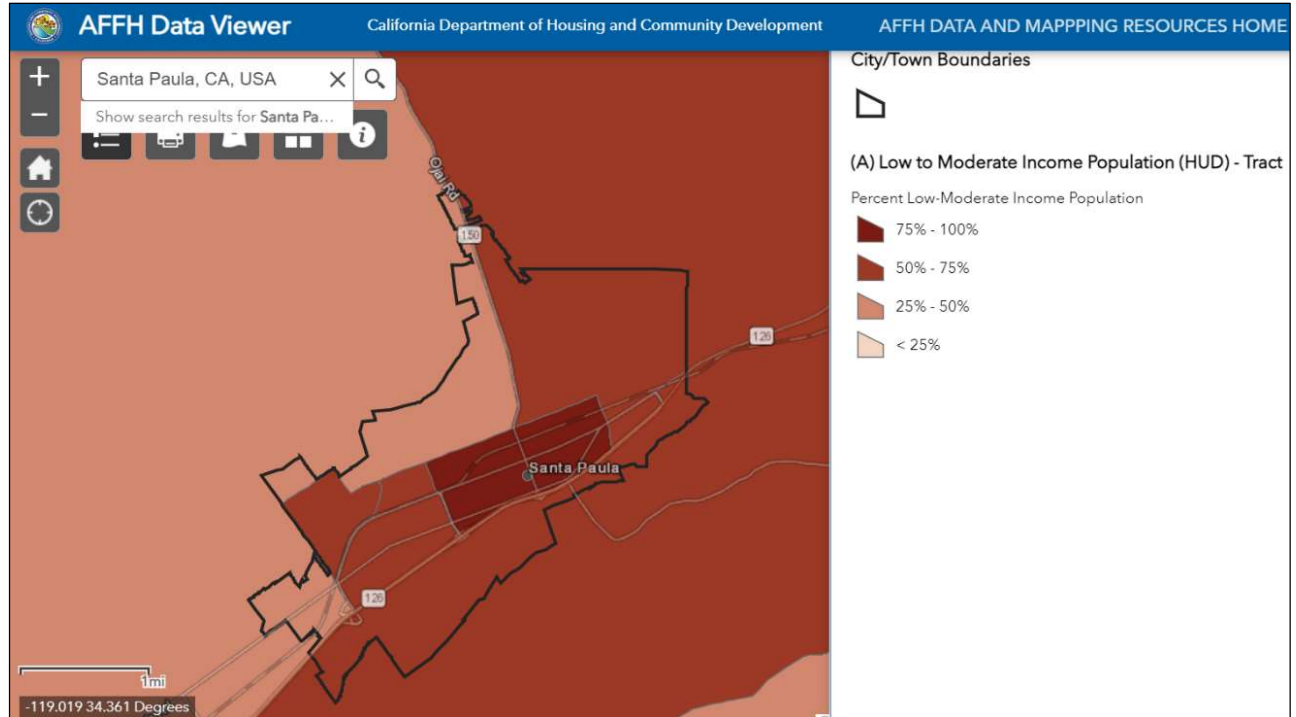 AFFH Data Viewer
California Department of Housing and Community Development
AFFH DATA AND MAPPPING RESOURCES HOME
+
−
Santa Paula, CA, USA
Show search results for Santa Pa...
Ojai Rd
150
126
Santa Paula
126
1mi
-119.019 34.361 Degrees
City/Town Boundaries
(A) Low to Moderate Income Population (HUD) - Tract
Percent Low-Moderate Income Population
75% - 100%
50% - 75%
25% - 50%
< 25%